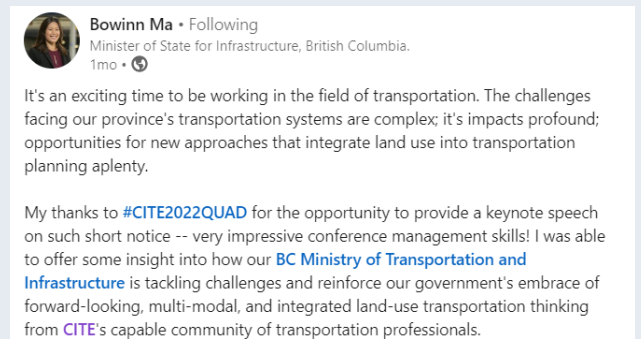 Bowinn Ma • Following
Minister of State for Infrastructure, British Columbia.
1mo •
It's an exciting time to be working in the field of transportation. The challenges
facing our province's transportation systems are complex; it's impacts profound;
opportunities for new approaches that integrate land use into transportation
planning aplenty.
My thanks to #CITE2022QUAD for the opportunity to provide a keynote speech
on such short notice -- very impressive conference management skills! I was able
to offer some insight into how our BC Ministry of Transportation and
Infrastructure is tackling challenges and reinforce our government's embrace of
forward-looking, multi-modal, and integrated land-use transportation thinking
from CITE's capable community of transportation professionals.